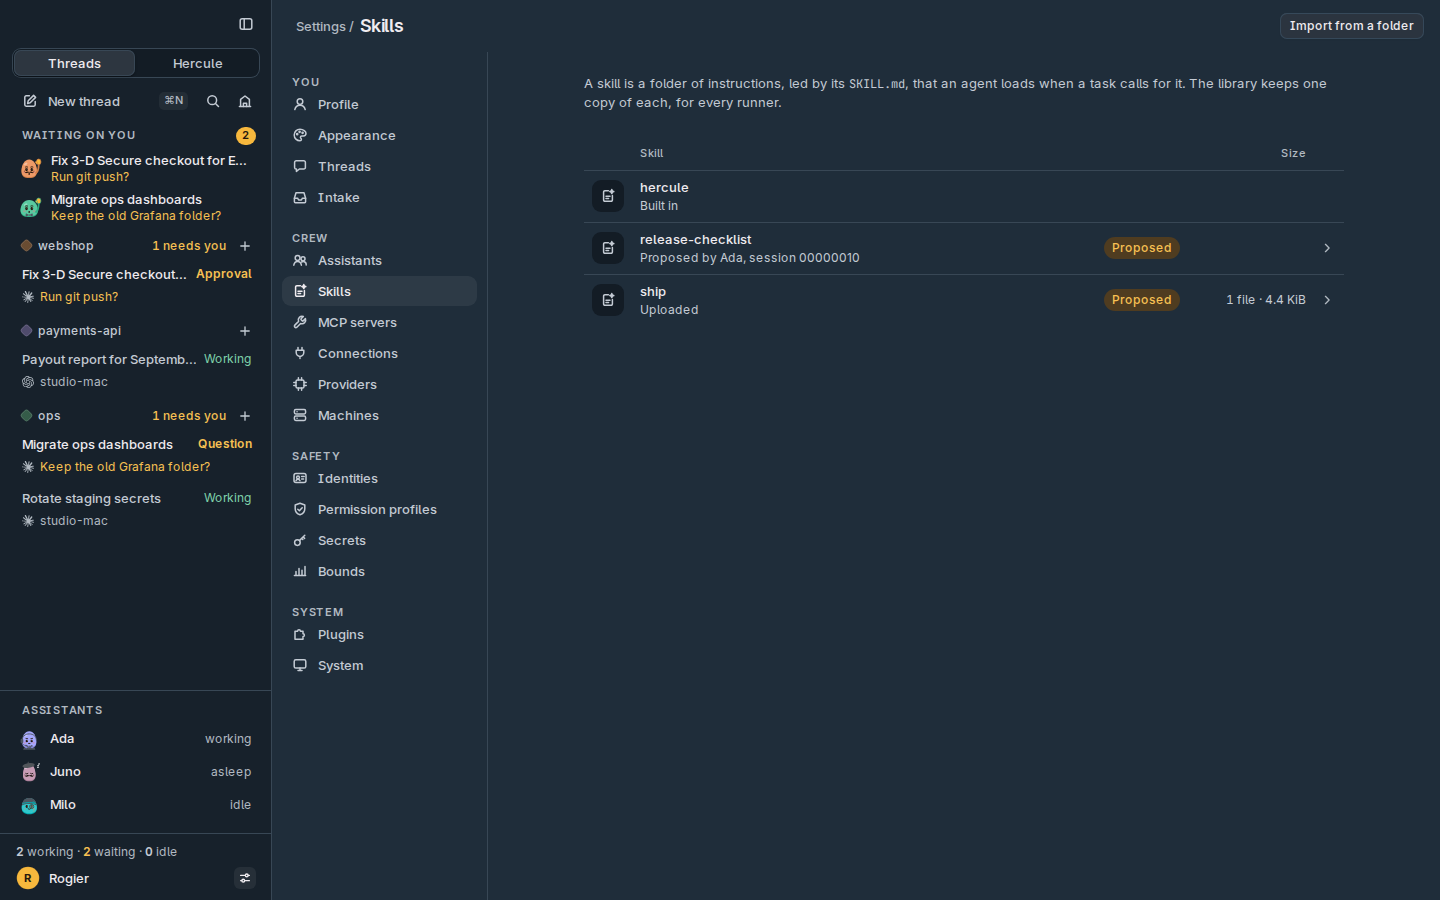 Threads
Hercule
New thread
⌘N
WAITING ON YOU
2
Fix 3-D Secure checkout for E...
Run git push?
Migrate ops dashboards
Keep the old Grafana folder?
webshop
1 needs you
Fix 3-D Secure checkout...
Approval
Run git push?
payments-api
Payout report for Septemb...
Working
studio-mac
ops
1 needs you
Migrate ops dashboards
Question
Keep the old Grafana folder?
Rotate staging secrets
Working
studio-mac
ASSISTANTS
Ada
working
Juno
asleep
Milo
idle
2 working · 2 waiting · 0 idle
R
Rogier
Settings / Skills
Import from a folder
YOU
Profile
Appearance
Threads
Intake
CREW
Assistants
Skills
MCP servers
Connections
Providers
Machines
SAFETY
Identities
Permission profiles
Secrets
Bounds
SYSTEM
Plugins
System
A skill is a folder of instructions, led by its SKILL.md, that an agent loads when a task calls for it. The library keeps one
copy of each, for every runner.
Skill
Size
hercule
Built in
release-checklist
Proposed by Ada, session 00000010
Proposed
ship
Uploaded
Proposed
1 file · 4.4 KiB